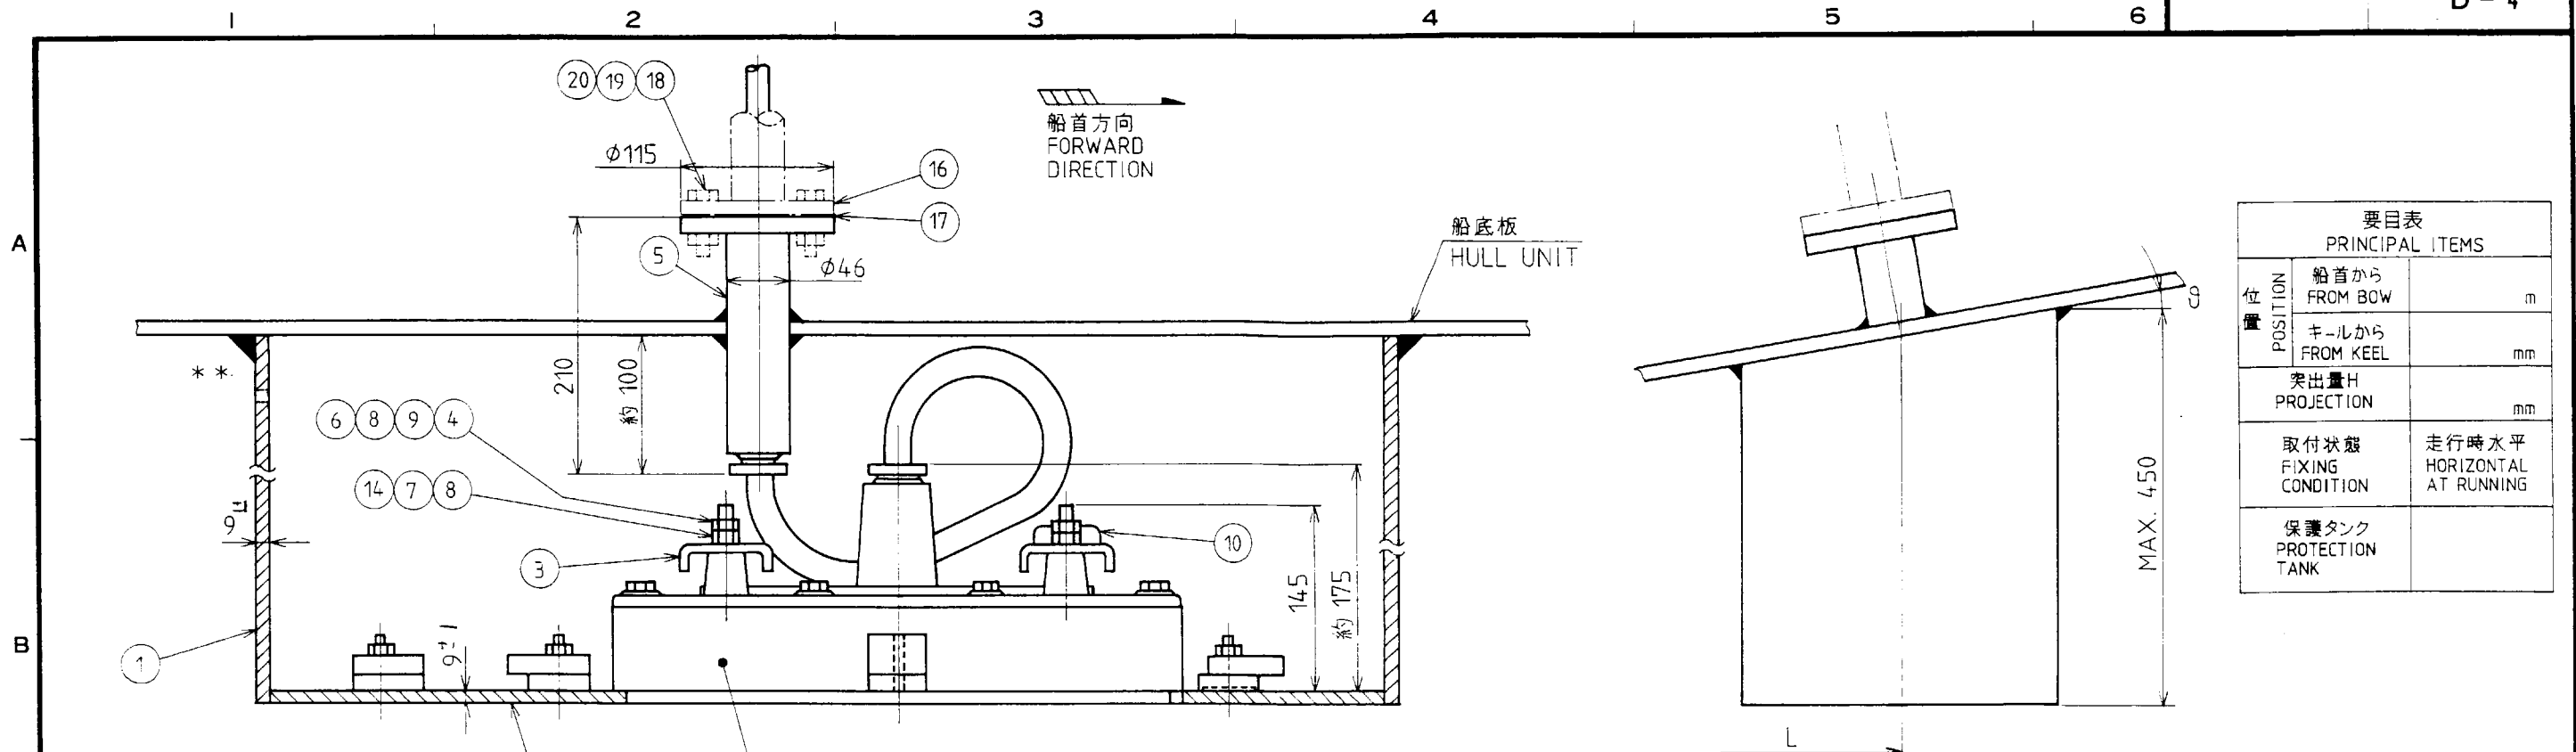 1 2 3 4 5 6
D - 4
A
B
20 19 18
船首方向
FORWARD
DIRECTION
φ115
16
17
5
φ46
船底板
HULL UNIT
**
210
約 100
6 8 9 4
14 7 8
9±
3
10
145
約 175
1
9±1
θ
MAX. 450
L
要目表
PRINCIPAL ITEMS
位置
POSITION
船首から
FROM BOW
m
キールから
FROM KEEL
mm
突出量H
PROJECTION
mm
取付状態
FIXING
CONDITION
走行時水平
HORIZONTAL
AT RUNNING
保護タンク
PROTECTION
TANK